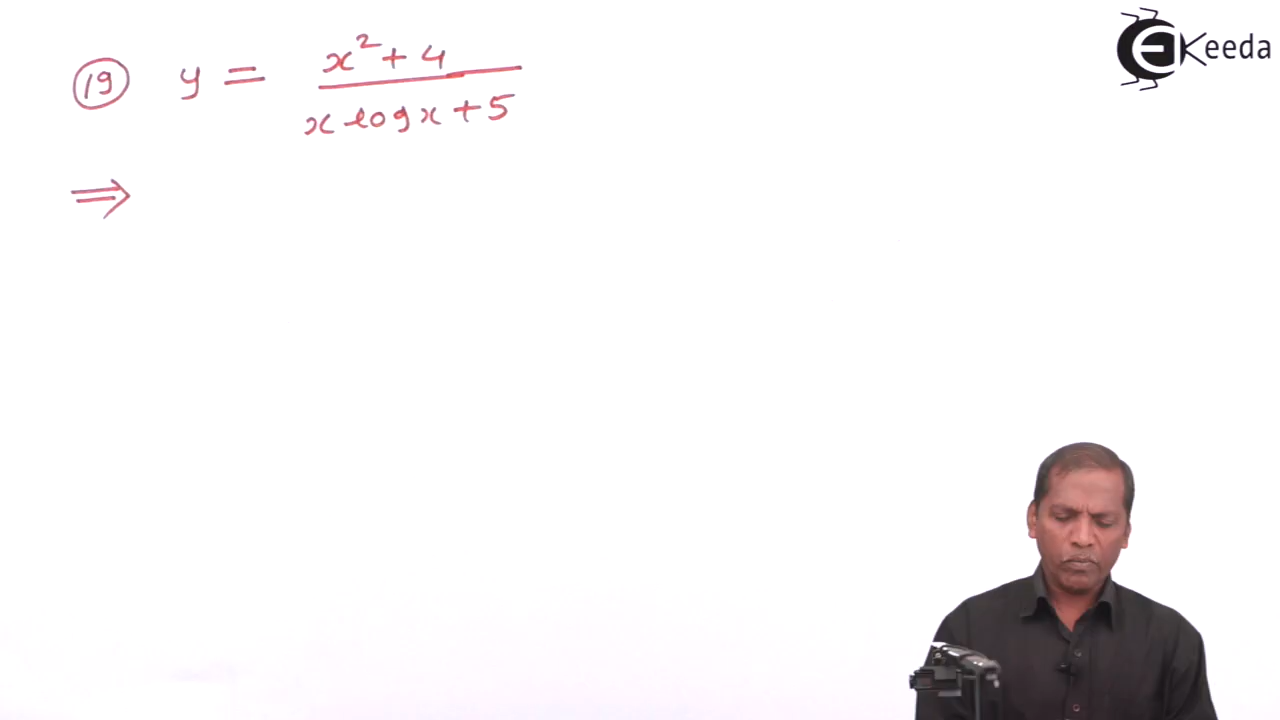 Keeda
19 y = x² + 4
x log x + 5
⇒